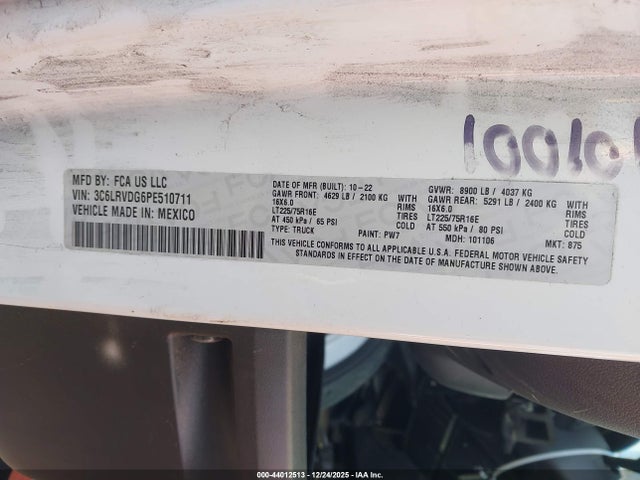 10010
MFD BY: FCA US LLC
VIN: 3C6LRVDG6PE510711
VEHICLE MADE IN: MEXICO
DATE OF MFR (BUILT): 10-22
GAWR FRONT: 4629 LB / 2100 KG WITH
16X6.0 RIMS
LT225/75R16E TIRES
AT 450 kPa / 65 PSI COLD
TYPE: TRUCK PAINT: PW7
GVWR: 8900 LB / 4037 KG
GAWR REAR: 5291 LB / 2400 KG WITH
16X6.0 RIMS
LT225/75R16E TIRES
AT 550 kPa / 80 PSI COLD
MDH: 101106 MKT: 875
THIS VEHICLE CONFORMS TO ALL APPLICABLE U.S.A. FEDERAL MOTOR VEHICLE SAFETY
STANDARDS IN EFFECT ON THE DATE OF MANUFACTURE SHOWN ABOVE.
000-44012513 - 12/24/2025 - IAA Inc.